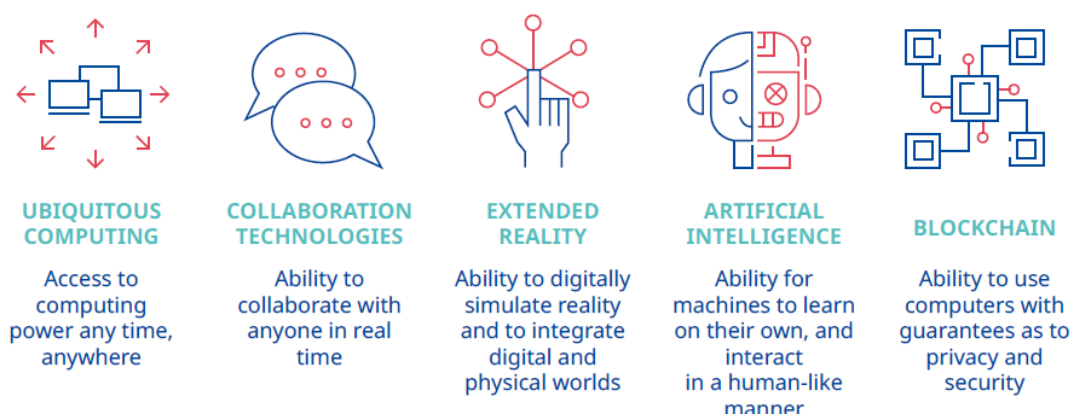 UBIQUITOUS
COMPUTING
Access to
computing
power any time,
anywhere
COLLABORATION
TECHNOLOGIES
Ability to
collaborate with
anyone in real
time
EXTENDED
REALITY
Ability to digitally
simulate reality
and to integrate
digital and
physical worlds
ARTIFICIAL
INTELLIGENCE
Ability for
machines to learn
on their own, and
interact
in a human-like
manner
BLOCKCHAIN
Ability to use
computers with
guarantees as to
privacy and
security